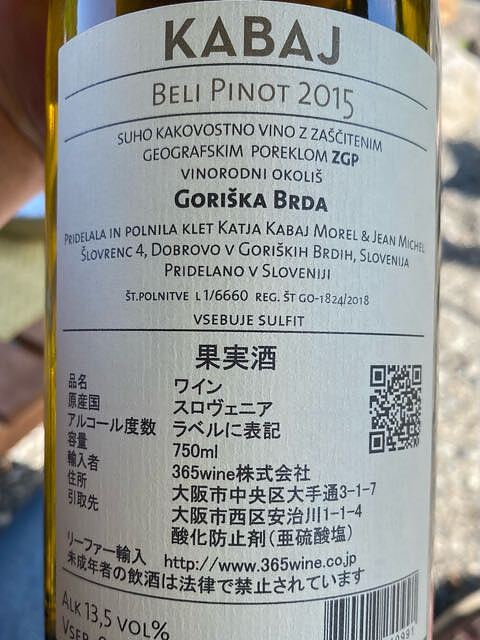 KABAJ
BELI PINOT 2015
SUHO KAKOVOSTNO VINO Z ZAŠČITENIM
GEOGRAFSKIM POREKLOM ZGP
VINORODNI OKOLIŠ
GORIŠKA BRDA
PRIDELALA IN POLNILA KLET KATJA KABAJ MOREL & JEAN MICHEL
ŠLOVRENC 4, DOBROVO V GORIŠKIH BRDIH, SLOVENIJA
PRIDELANO V SLOVENIJI
ŠT.POLNITVE L 1/6660 REG. ŠT GO-1824/2018
VSEBUJE SULFIT
果実酒
品名 ワイン
原産国 スロヴェニア
アルコール度数 ラベルに表記
容量 750ml
輸入者 365wine株式会社
住所 大阪市中央区大手通3-1-7
引取先 大阪市西区安治川1-1-4
酸化防止剤(亜硫酸塩)
リーファー輸入 http://www.365wine.co.jp
未成年者の飲酒は法律で禁止されています
ALK 13,5 VOL%